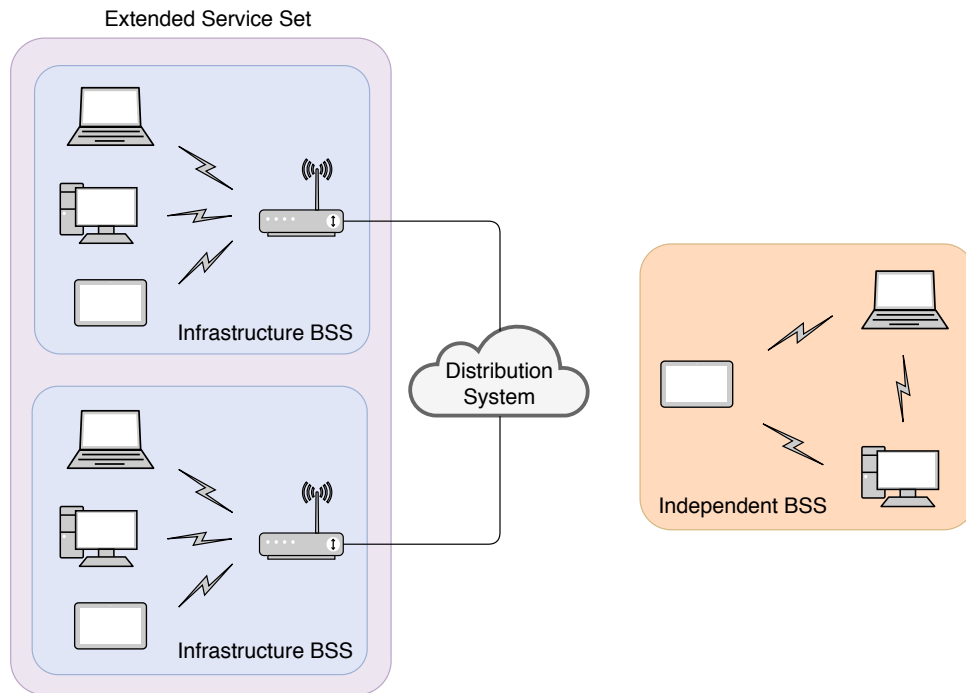 Extended Service Set
Infrastructure BSS
Distribution
System
Independent BSS
Infrastructure BSS